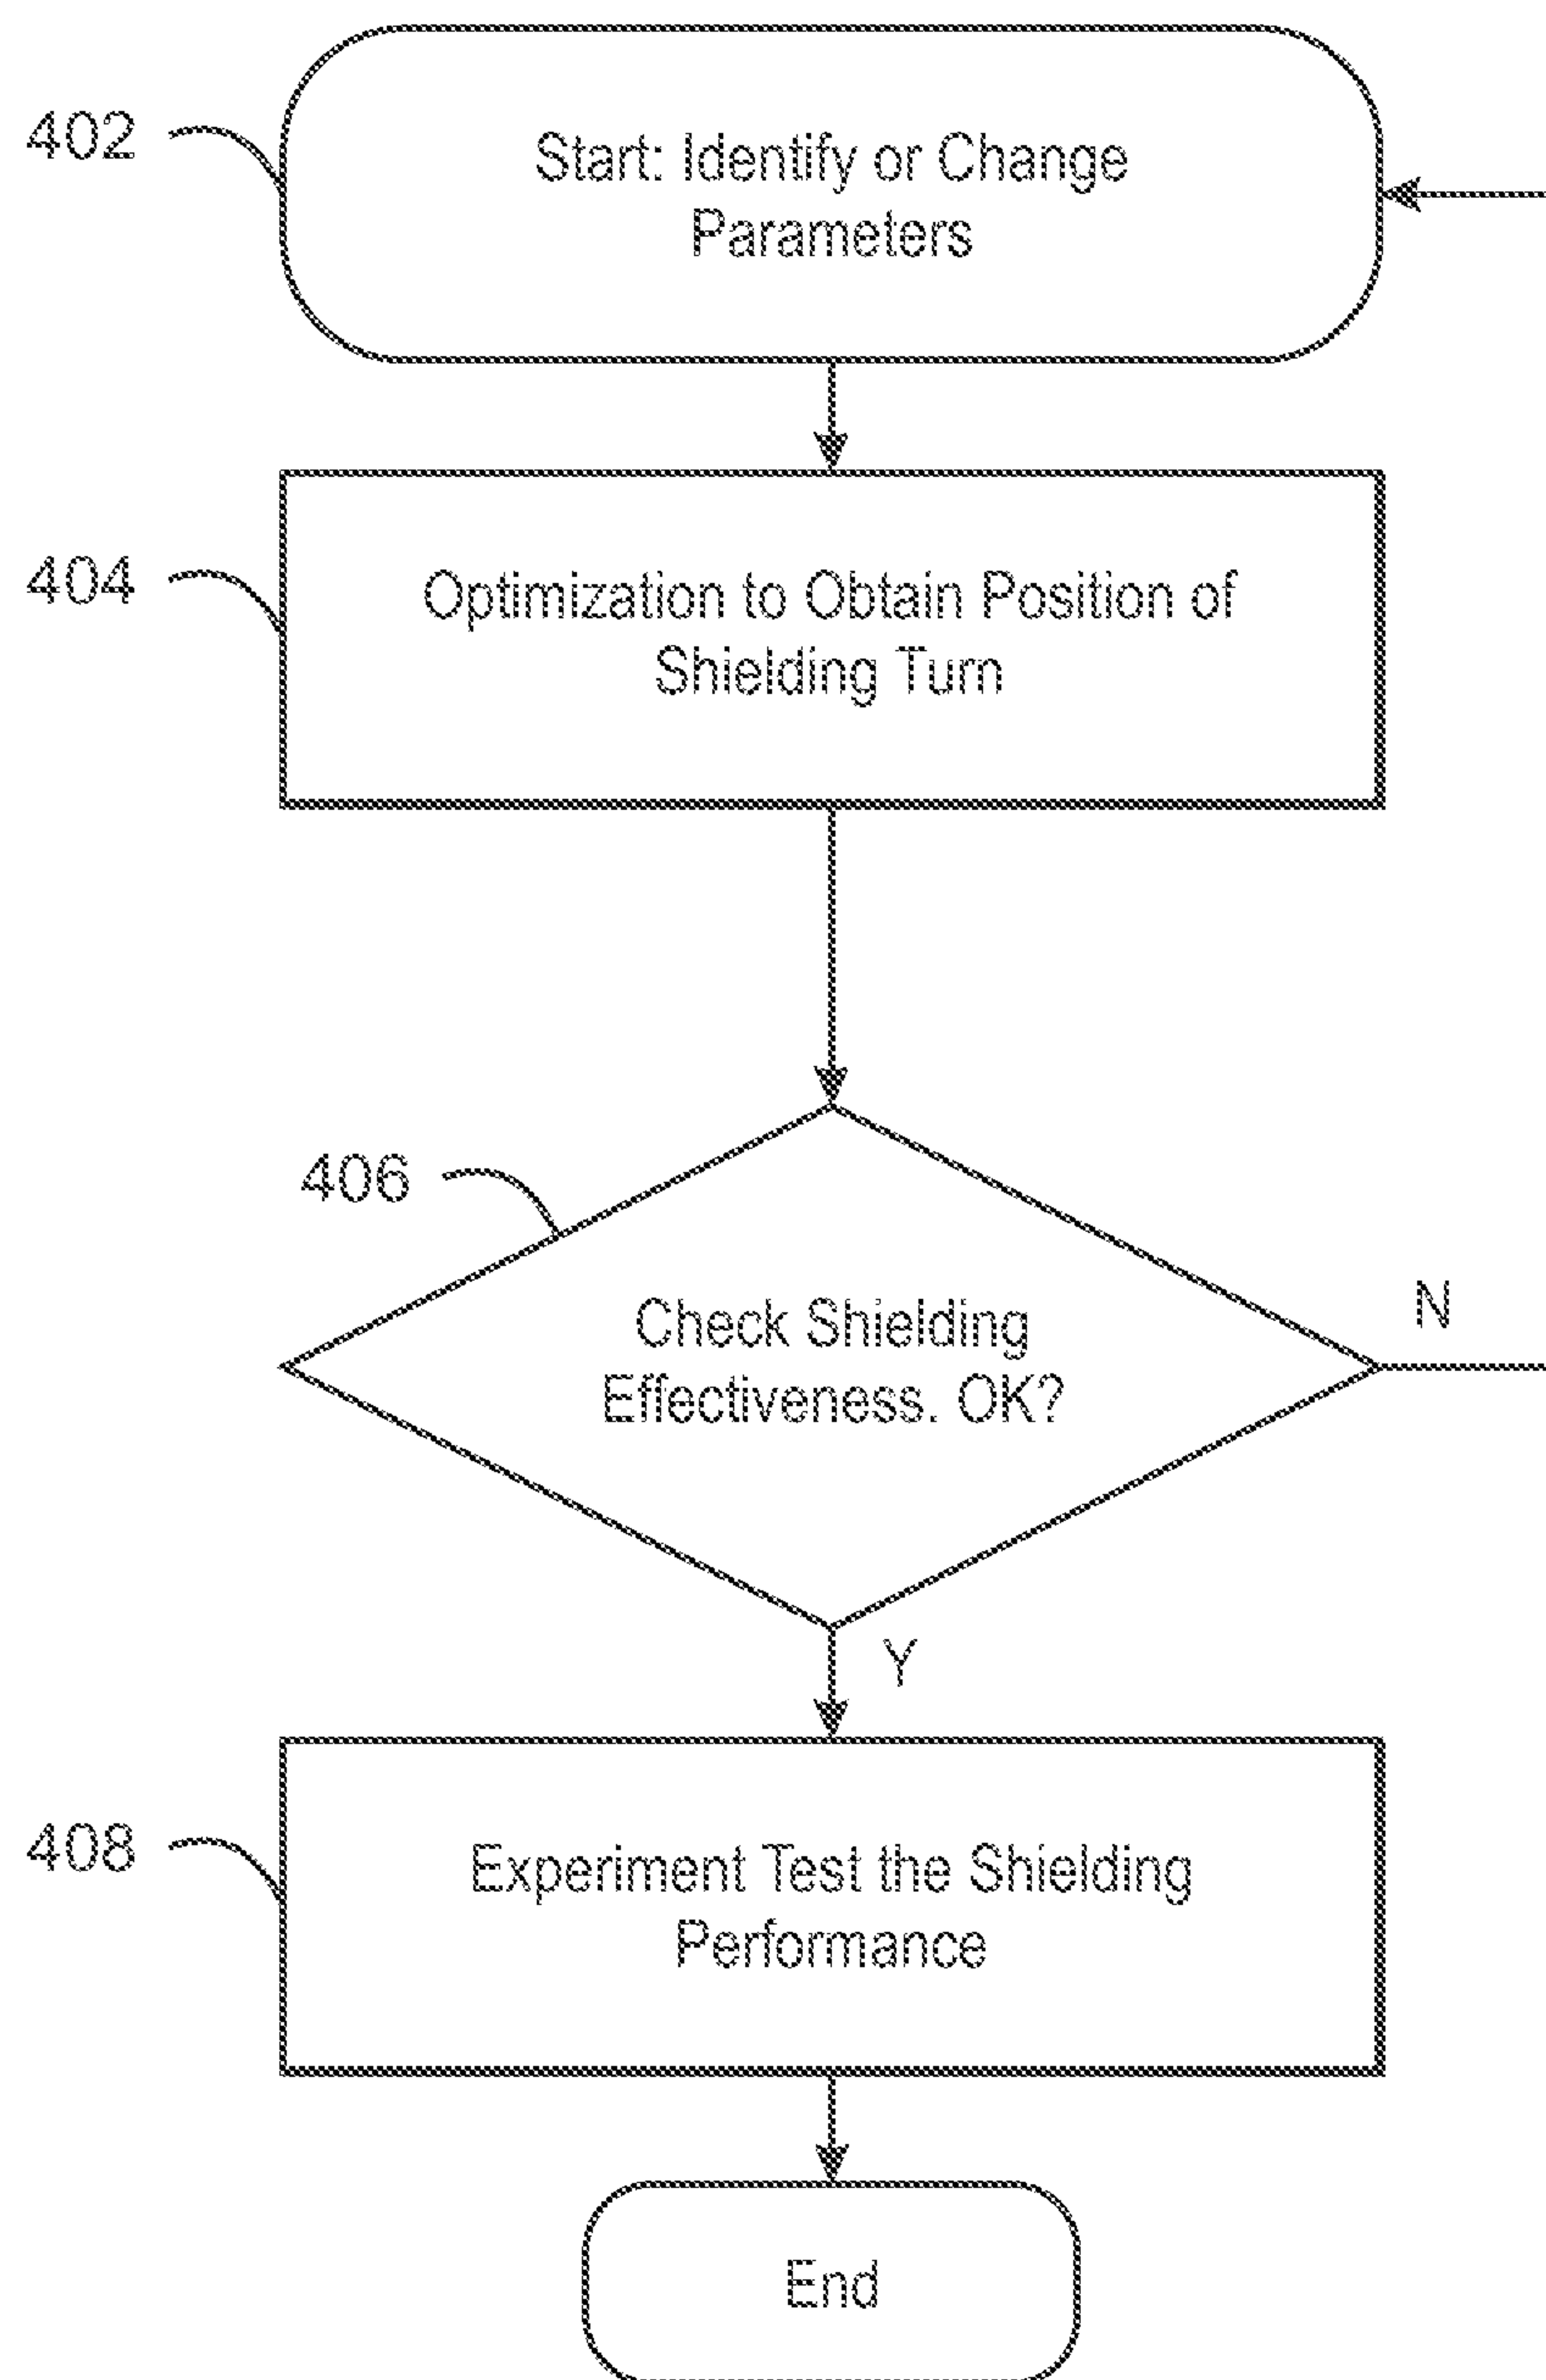 402
Start: Identify or Change
Parameters
404
Optimization to Obtain Position of
Shielding Turn
406
Check Shielding
Effectiveness. OK?
N
Y
408
Experiment Test the Shielding
Performance
End